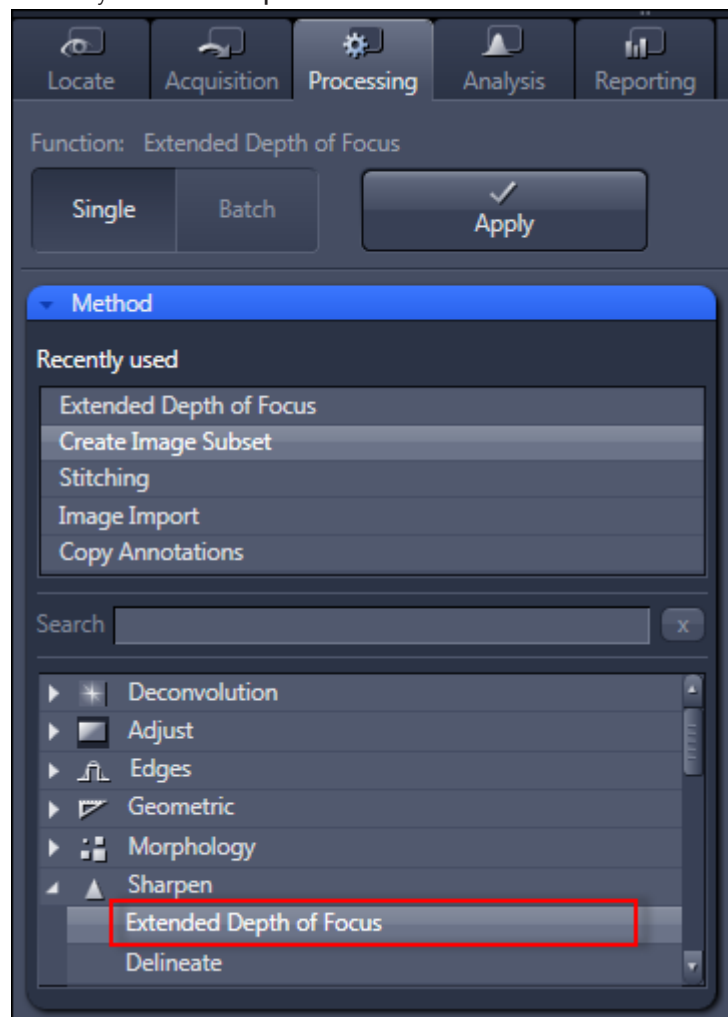 Locate Acquisition Processing Analysis Reporting
Function: Extended Depth of Focus
Single Batch Apply
Method
Recently used
Extended Depth of Focus
Create Image Subset
Stitching
Image Import
Copy Annotations
Search x
Deconvolution
Adjust
Edges
Geometric
Morphology
Sharpen
Extended Depth of Focus
Delineate